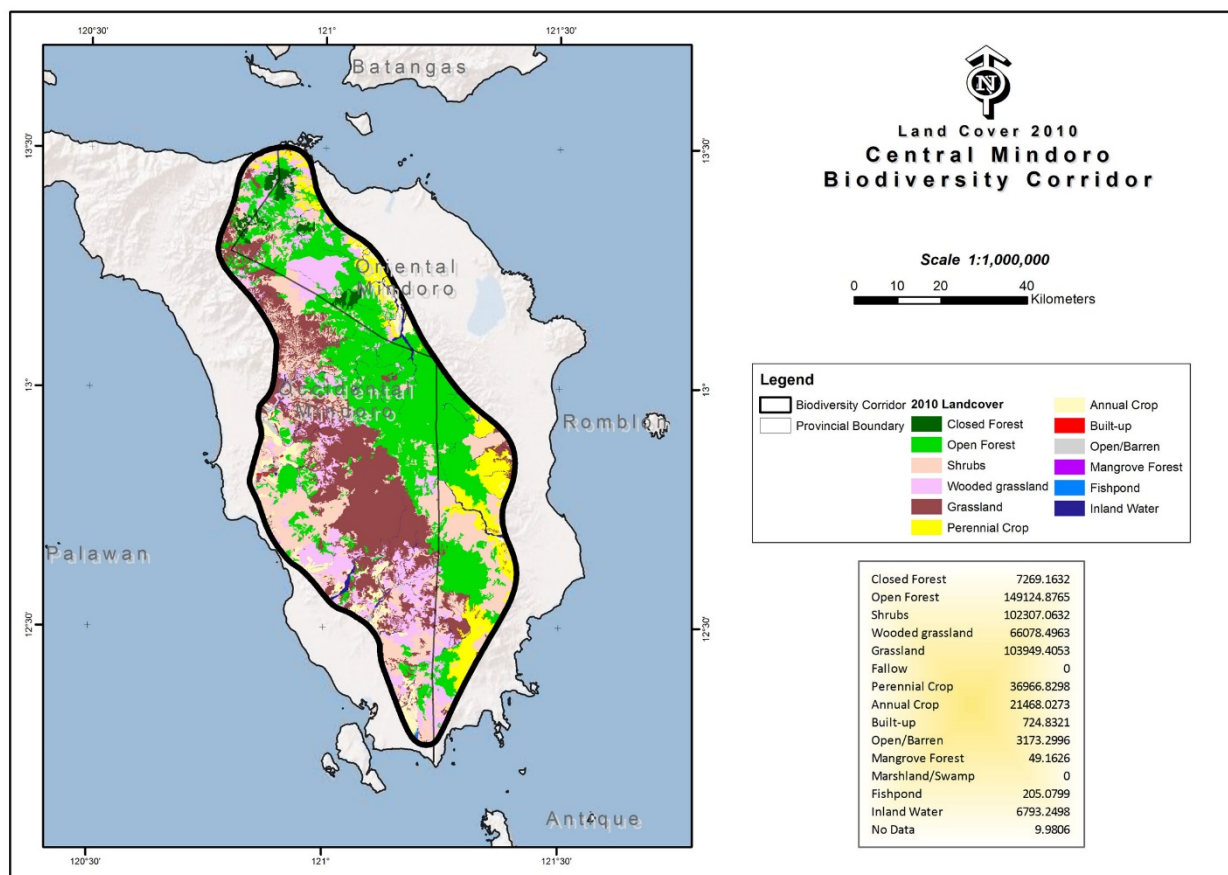 120°30'
121°
121°30'
Batangas
13°30'
13°30'
Oriental
Mindoro
13°
13°
Occidental
Oriental
Mindoro
Romblon
Palawan
12°30'
12°30'
Antique
120°30'
121°
121°30'
N
Land Cover 2010
Central Mindoro
Biodiversity Corridor
Scale 1:1,000,000
0 10 20 40
Kilometers
Legend
Biodiversity Corridor
Provincial Boundary
2010 Landcover
Closed Forest
Open Forest
Shrubs
Wooded grassland
Grassland
Perennial Crop
Annual Crop
Built-up
Open/Barren
Mangrove Forest
Fishpond
Inland Water
Closed Forest 7269.1632
Open Forest 149124.8765
Shrubs 102307.0632
Wooded grassland 66078.4963
Grassland 103949.4053
Fallow 0
Perennial Crop 36966.8298
Annual Crop 21468.0273
Built-up 724.8321
Open/Barren 3173.2996
Mangrove Forest 49.1626
Marshland/Swamp 0
Fishpond 205.0799
Inland Water 6793.2498
No Data 9.9806